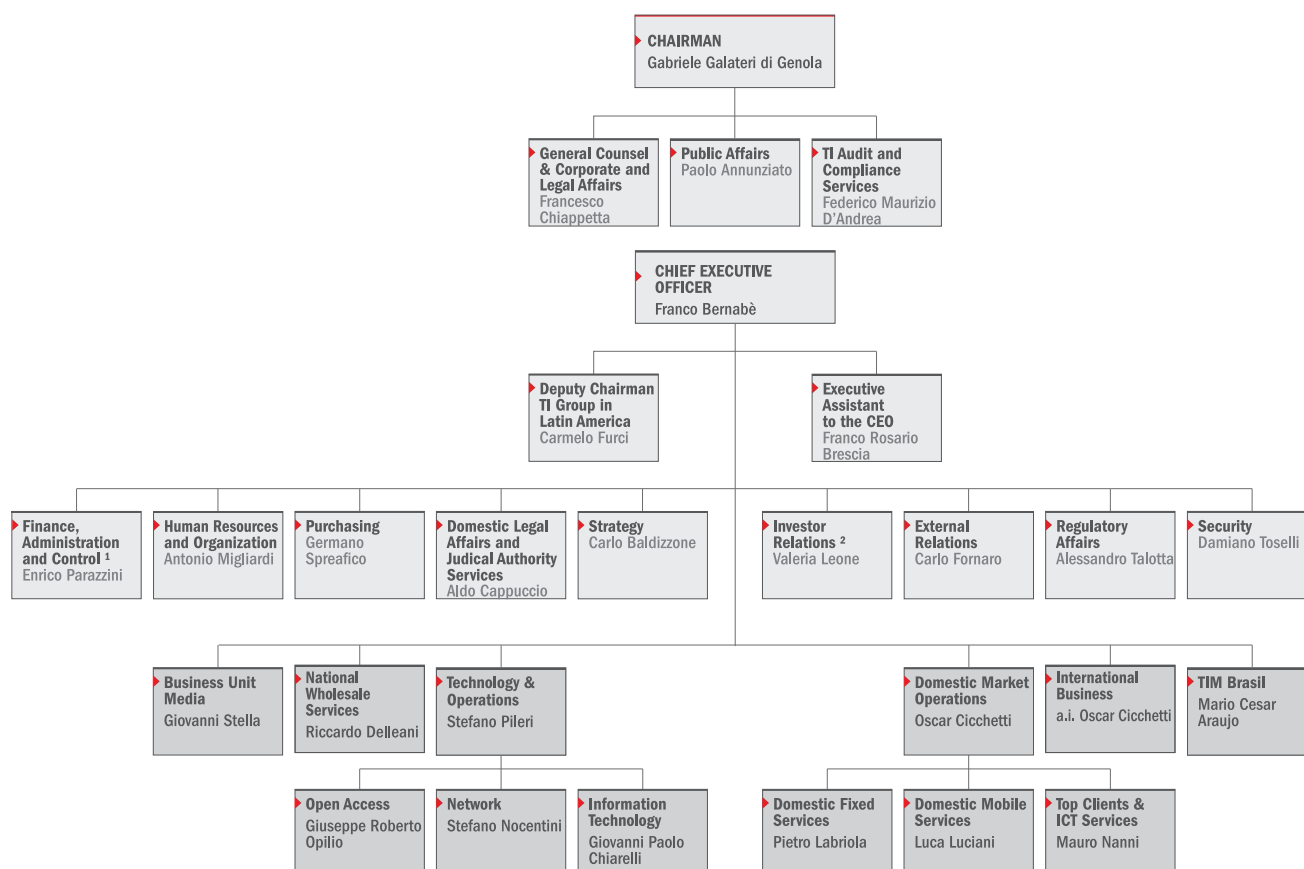 CHAIRMAN
Gabriele Galateri di Genola
General Counsel
& Corporate and
Legal Affairs
Francesco
Chiappetta
Public Affairs
Paolo Annunziato
TI Audit and
Compliance
Services
Federico Maurizio
D'Andrea
CHIEF EXECUTIVE
OFFICER
Franco Bernabè
Deputy Chairman
TI Group in
Latin America
Carmelo Furci
Executive
Assistant
to the CEO
Franco Rosario
Brescia
Finance,
Administration
and Control ¹
Enrico Parazzini
Human Resources
and Organization
Antonio Migliardi
Purchasing
Germano
Spreafico
Domestic Legal
Affairs and
Judical Authority
Services
Aldo Cappuccio
Strategy
Carlo Baldizzone
Investor
Relations ²
Valeria Leone
External
Relations
Carlo Fornaro
Regulatory
Affairs
Alessandro Talotta
Security
Damiano Toselli
Business Unit
Media
Giovanni Stella
National
Wholesale
Services
Riccardo Delleani
Technology &
Operations
Stefano Pileri
Domestic Market
Operations
Oscar Cicchetti
International
Business
a.i. Oscar Cicchetti
TIM Brasil
Mario Cesar
Araujo
Open Access
Giuseppe Roberto
Opilio
Network
Stefano Nocentini
Information
Technology
Giovanni Paolo
Chiarelli
Domestic Fixed
Services
Pietro Labriola
Domestic Mobile
Services
Luca Luciani
Top Clients &
ICT Services
Mauro Nanni